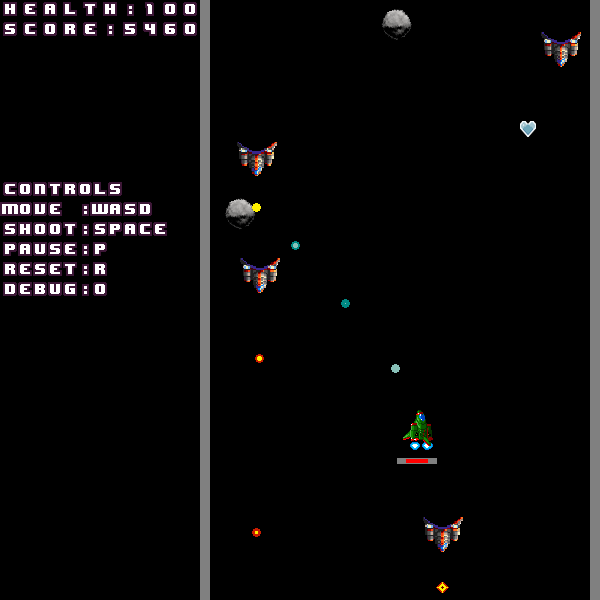 HEALTH:100
SCORE:5460
CONTROLS
MOVE :WASD
SHOOT:SPACE
PAUSE:P
RESET:R
DEBUG:O